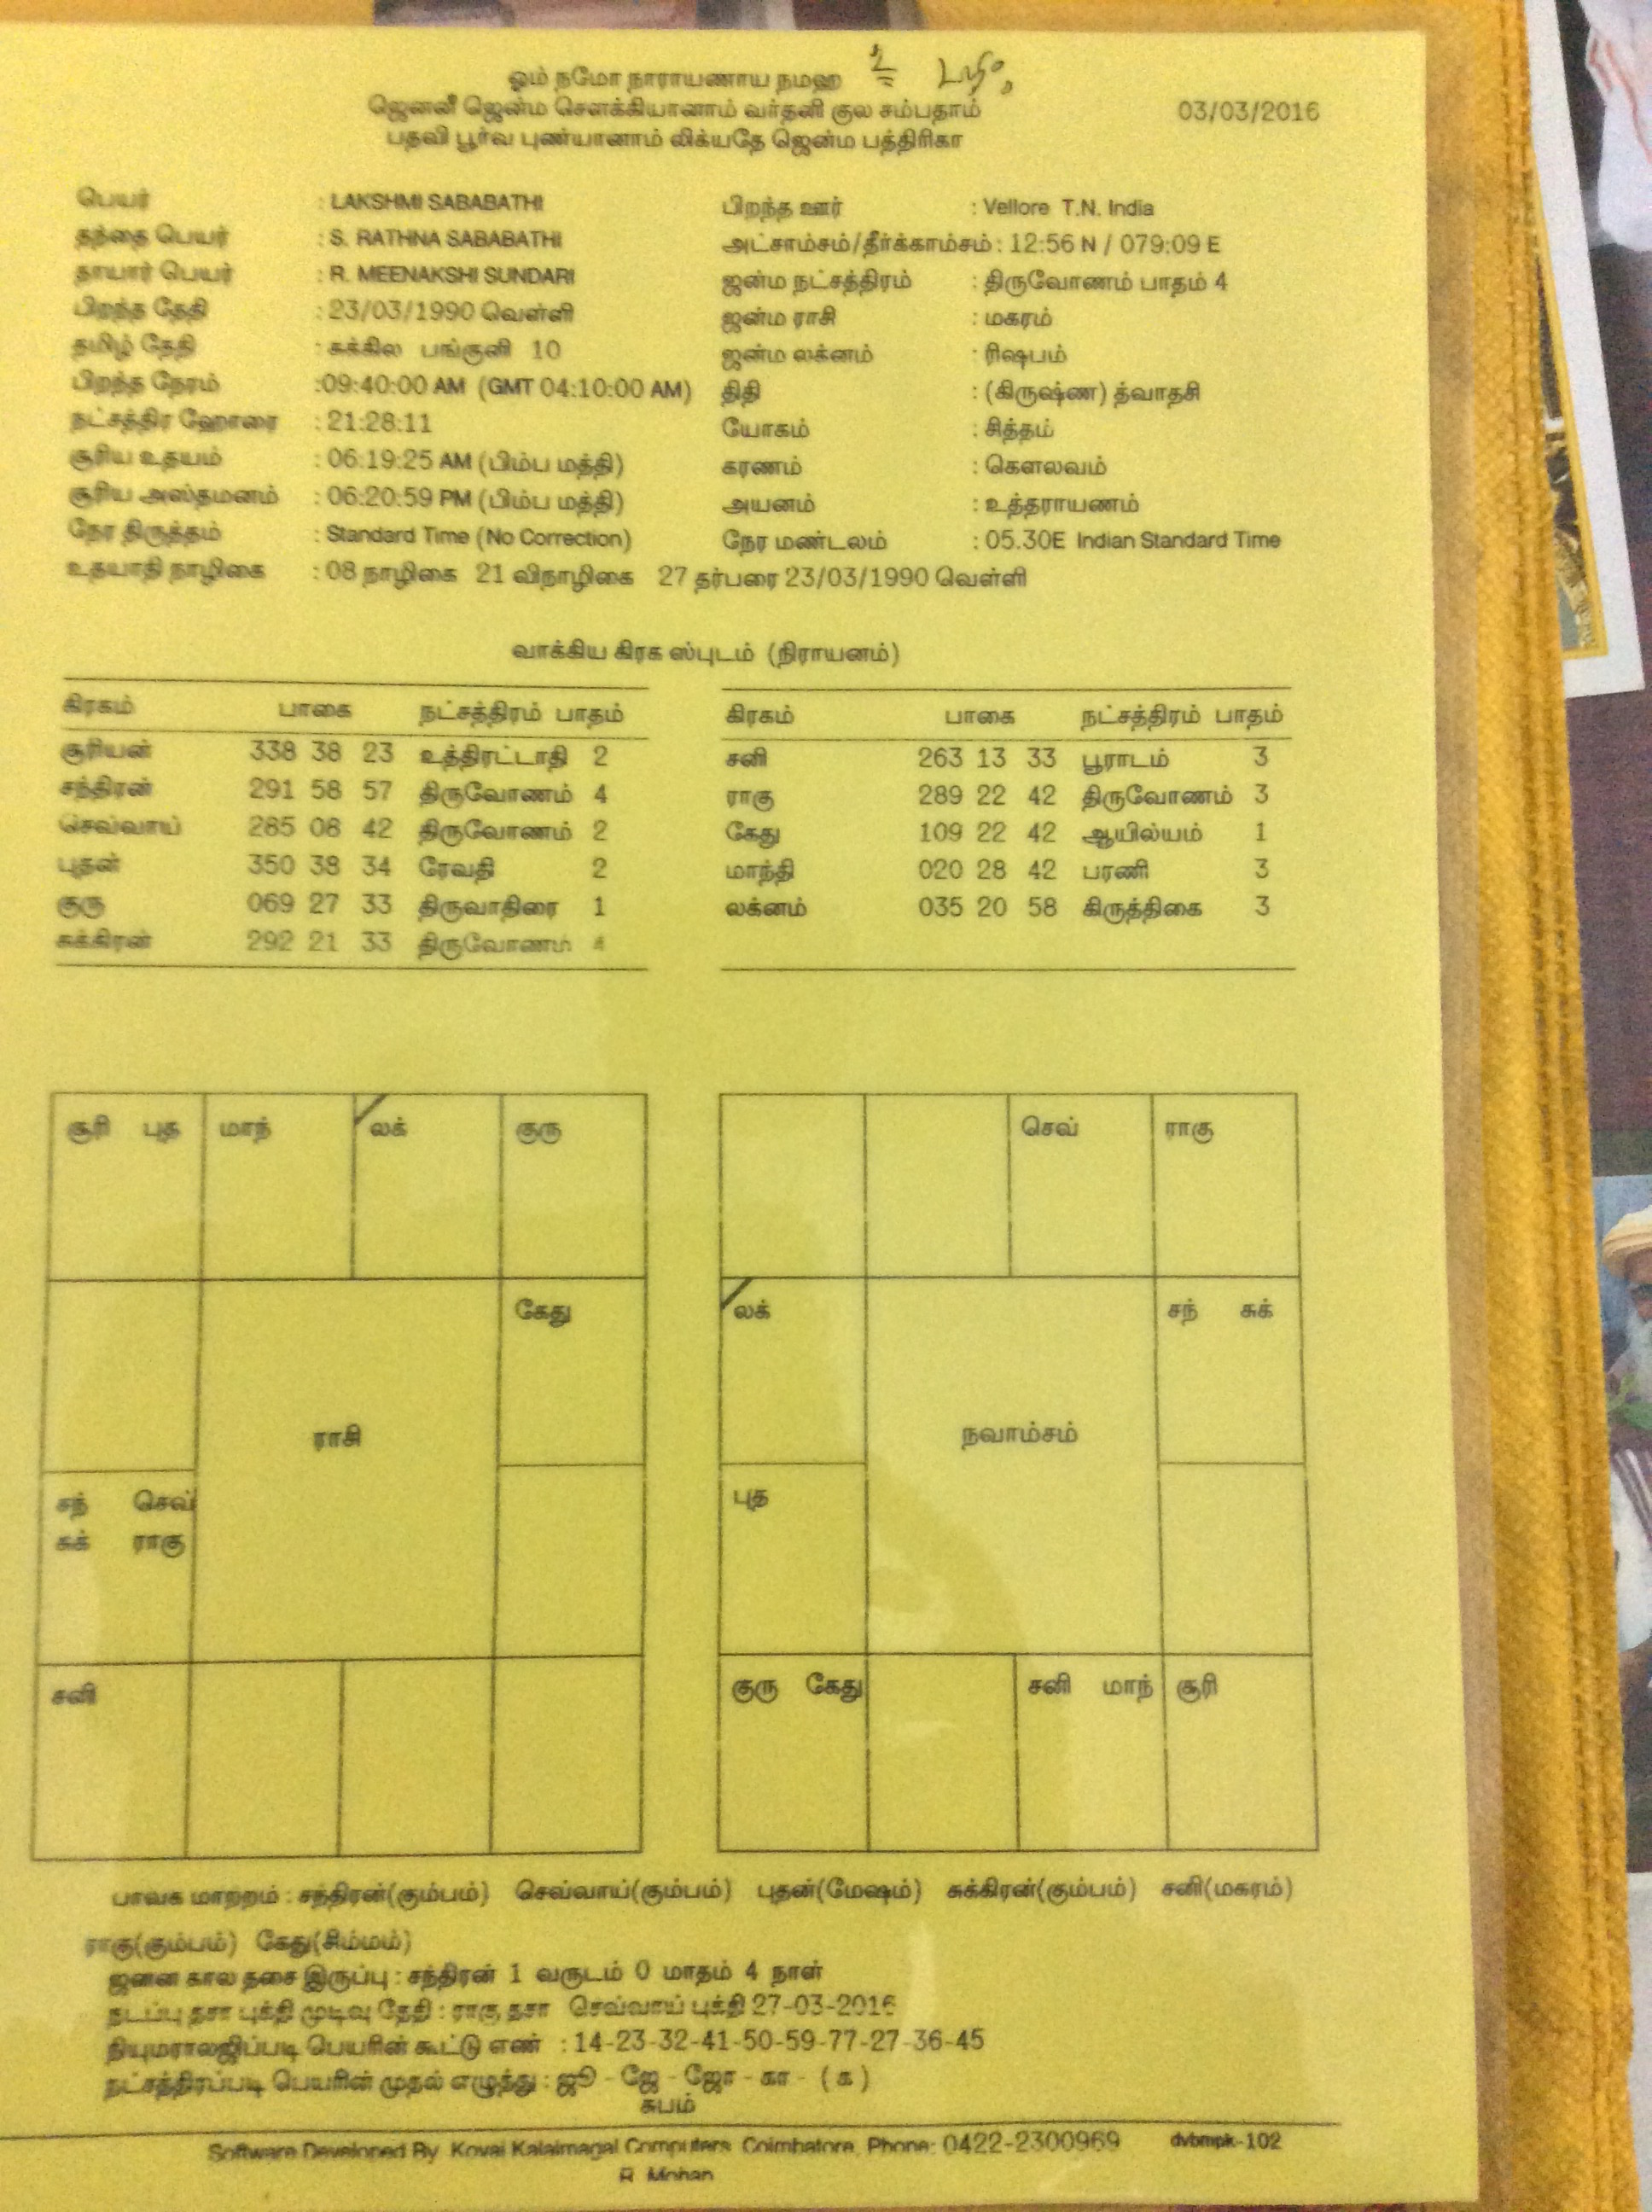 ஓம் நமோ நாராயணாய நமஹ
ஜெனனீ ஜென்ம சௌக்கியானாம் வர்தனி குல சம்பதாம் 03/03/2016
பதவி பூர்வ புண்யானாம் லிக்யதே ஜென்ம பத்திரிகா
பெயர் : LAKSHMI SABABATHI பிறந்த ஊர் : Vellore T.N. India
தந்தை பெயர் : S. RATHNA SABABATHI அட்சாம்சம்/தீர்க்காம்சம் : 12:56 N / 079:09 E
தாயார் பெயர் : R. MEENAKSHI SUNDARI ஜன்ம நட்சத்திரம் : திருவோணம் பாதம் 4
பிறந்த தேதி : 23/03/1990 வெள்ளி ஜன்ம ராசி : மகரம்
தமிழ் தேதி : சுக்கில பங்குனி 10 ஜன்ம லக்னம் : ரிஷபம்
பிறந்த நேரம் :09:40:00 AM (GMT 04:10:00 AM) திதி : (கிருஷ்ண) த்வாதசி
நட்சத்திர ஹோரை : 21:28:11 யோகம் : சித்தம்
சூரிய உதயம் : 06:19:25 AM (பிம்ப மத்தி) கரணம் : கௌலவம்
சூரிய அஸ்தமனம் : 06:20:59 PM (பிம்ப மத்தி) அயனம் : உத்தராயணம்
நேர திருத்தம் : Standard Time (No Correction) நேர மண்டலம் : 05.30E Indian Standard Time
உதயாதி நாழிகை : 08 நாழிகை 21 விநாழிகை 27 தர்பரை 23/03/1990 வெள்ளி
வாக்கிய கிரக ஸ்புடம் (நிராயனம்)
கிரகம் பாகை நட்சத்திரம் பாதம் கிரகம் பாகை நட்சத்திரம் பாதம்
சூரியன் 338 38 23 உத்திரட்டாதி 2 சனி 263 13 33 பூராடம் 3
சந்திரன் 291 58 57 திருவோணம் 4 ராகு 289 22 42 திருவோணம் 3
செவ்வாய் 285 08 42 திருவோணம் 2 கேது 109 22 42 ஆயில்யம் 1
புதன் 350 38 34 ரேவதி 2 மாந்தி 020 28 42 பரணி 3
குரு 069 27 33 திருவாதிரை 1 லக்னம் 035 20 58 கிருத்திகை 3
சுக்கிரன் 292 21 33 திருவோணம் 4
சூரி புத மாந் லக் குரு செவ் ராகு
கேது லக் சந் சுக்
ராசி நவாம்சம்
சந் செவ் புத
சுக் ராகு
சனி குரு கேது சனி மாந் சூரி
பாவக மாற்றம் : சந்திரன்(கும்பம்) செவ்வாய்(கும்பம்) புதன்(மேஷம்) சுக்கிரன்(கும்பம்) சனி(மகரம்)
ராகு(கும்பம்) கேது(சிம்மம்)
ஜனன கால தசை இருப்பு : சந்திரன் 1 வருடம் 0 மாதம் 4 நாள்
நடப்பு தசா புக்தி முடிவு தேதி : ராகு தசா செவ்வாய் புக்தி 27-03-2016
நியுமராலஜிப்படி பெயரின் கூட்டு எண் : 14-23-32-41-50-59-77-27-36-45
நட்சத்திரப்படி பெயரின் முதல் எழுத்து : ஜூ - ஜே - ஜோ - கா - ( க )
சுபம்
Software Developed By Kovai Kalaimagal Computers, Coimbatore, Phone: 0422-2300969 dvbmpk-102
R. Mohan